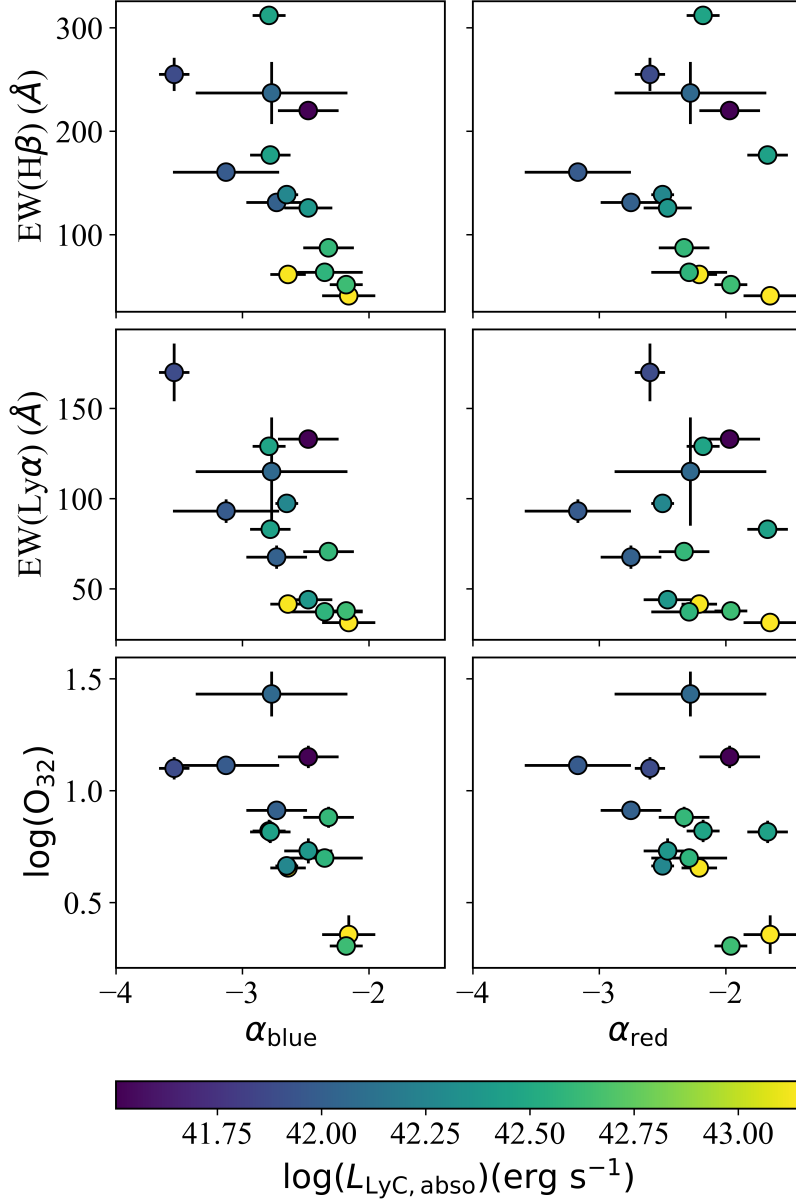 EW(Hβ) (Å)
300
200
100
EW(Lyα) (Å)
150
100
50
log(O32)
1.5
1.0
0.5
−4 −3 −2 −4 −3 −2
αblue αred
41.75 42.00 42.25 42.50 42.75 43.00
log(LLyC, abso)(erg s−1)